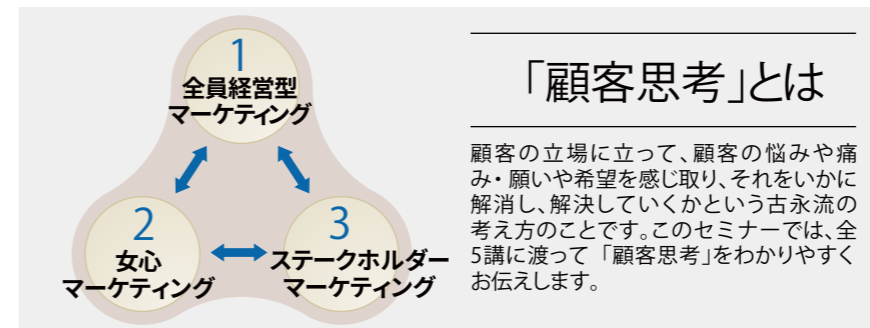 1
全員経営型
マーケティング
2
女心
マーケティング
3
ステークホルダー
マーケティング
「顧客思考」とは
顧客の立場に立って、顧客の悩みや痛
み・願いや希望を感じ取り、それをいかに
解消し、解決していくかという古永流の
考え方のことです。このセミナーでは、全
5講に渡って「顧客思考」をわかりやすく
お伝えします。